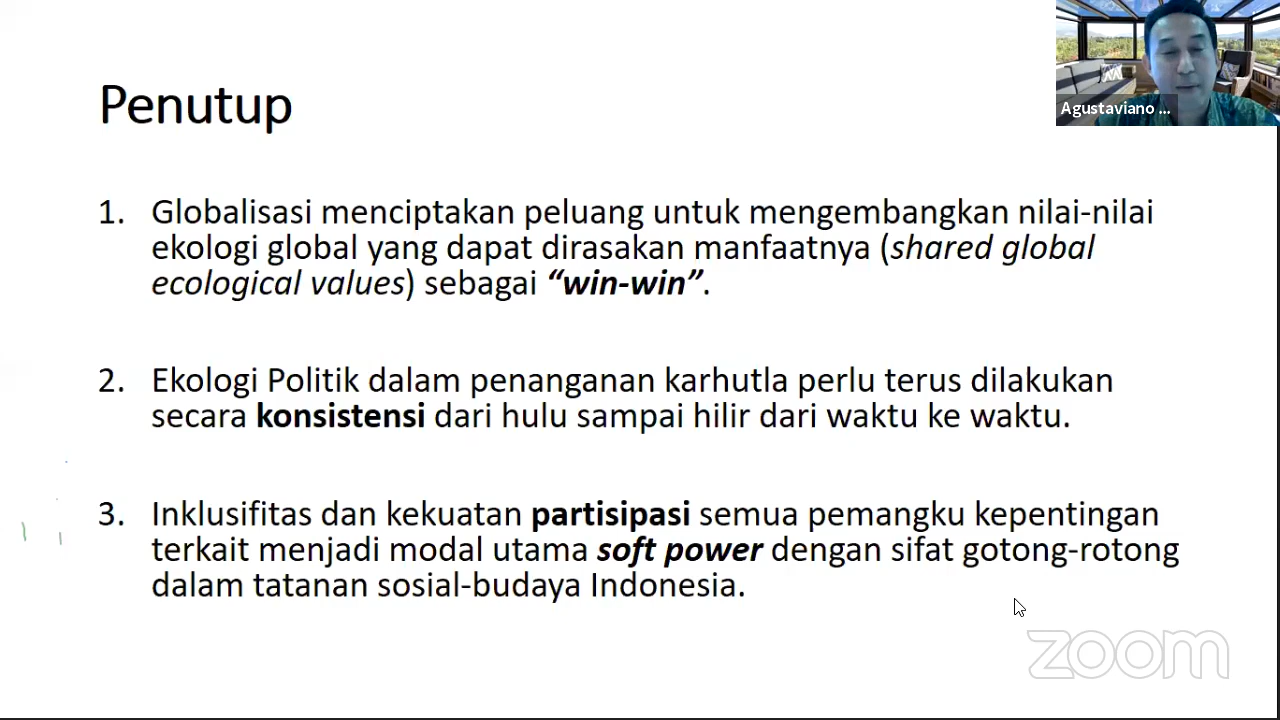 Penutup
Agustaviano ...
1. Globalisasi menciptakan peluang untuk mengembangkan nilai-nilai
ekologi global yang dapat dirasakan manfaatnya (shared global
ecological values) sebagai “win-win”.
2. Ekologi Politik dalam penanganan karhutla perlu terus dilakukan
secara konsistensi dari hulu sampai hilir dari waktu ke waktu.
3. Inklusifitas dan kekuatan partisipasi semua pemangku kepentingan
terkait menjadi modal utama soft power dengan sifat gotong-rotong
dalam tatanan sosial-budaya Indonesia.
zoom